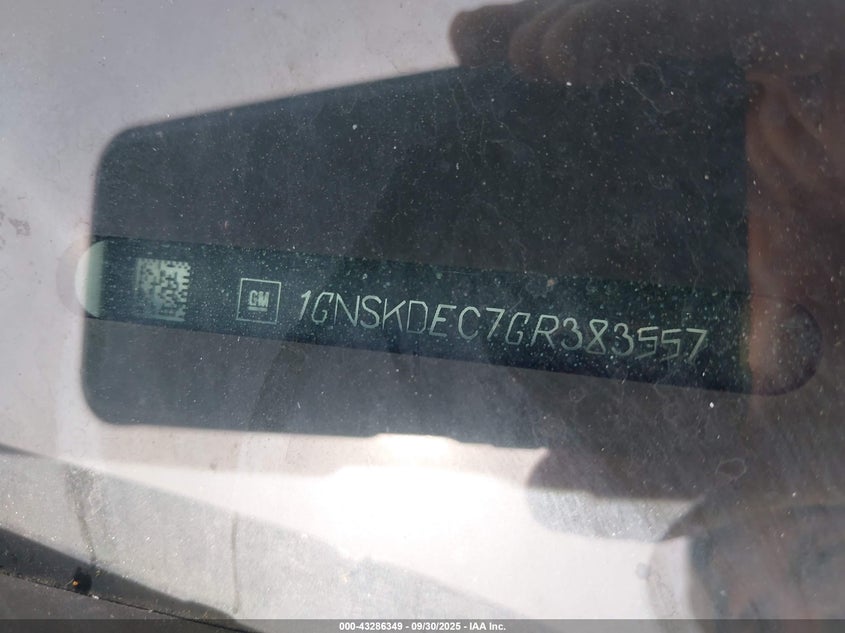 GM 1GNSKDEC7GR383557
000-43286349 - 09/30/2025 - IAA Inc.